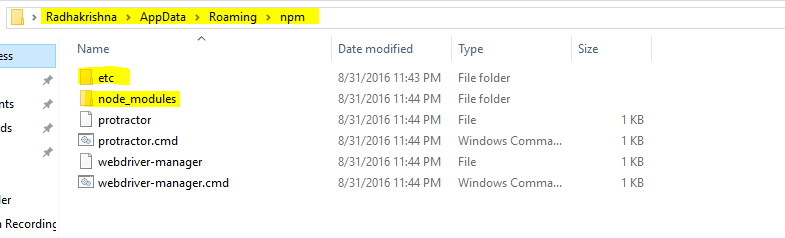 Radhakrishna > AppData > Roaming > npm
Name Date modified Type Size
ess
etc 8/31/2016 11:43 PM File folder
node_modules 8/31/2016 11:44 PM File folder
nts
protractor 8/31/2016 11:44 PM File 1 KB
ds
protractor.cmd 8/31/2016 11:44 PM Windows Comma... 1 KB
webdriver-manager 8/31/2016 11:44 PM File 1 KB
webdriver-manager.cmd 8/31/2016 11:44 PM Windows Comma... 1 KB
der
n Recording